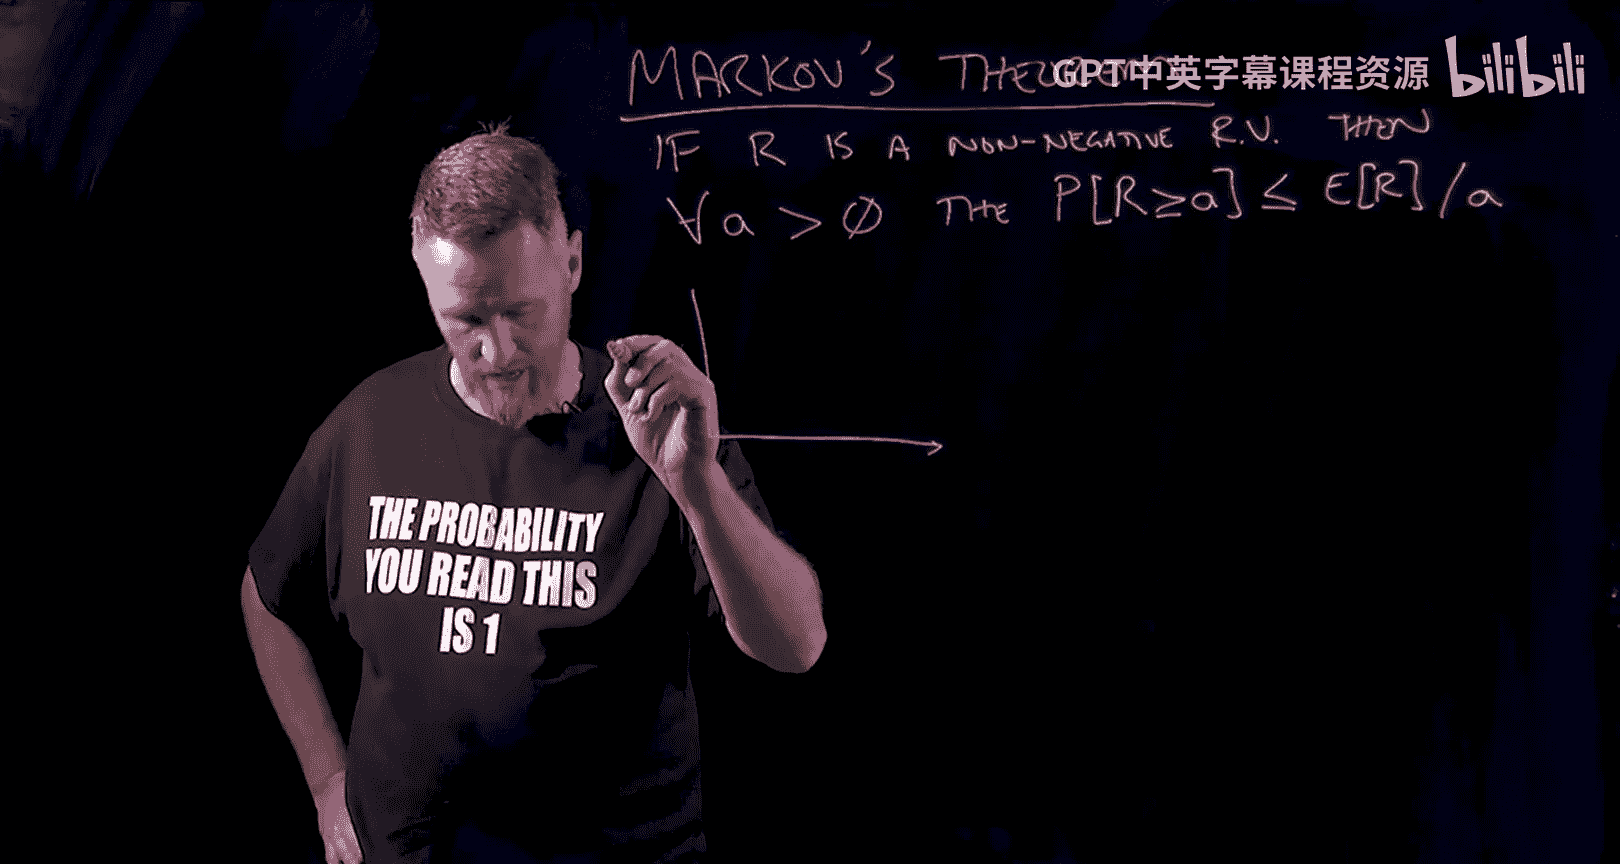 MARKOV'S THEOREM
GPT中英字幕课程资源 bilibili
IF R IS A NON-NEGATIVE R.V. THEN
∀a > ∅ THE P[R≥a] ≤ E[R]/a
THE PROBABILITY
YOU READ THIS
IS 1